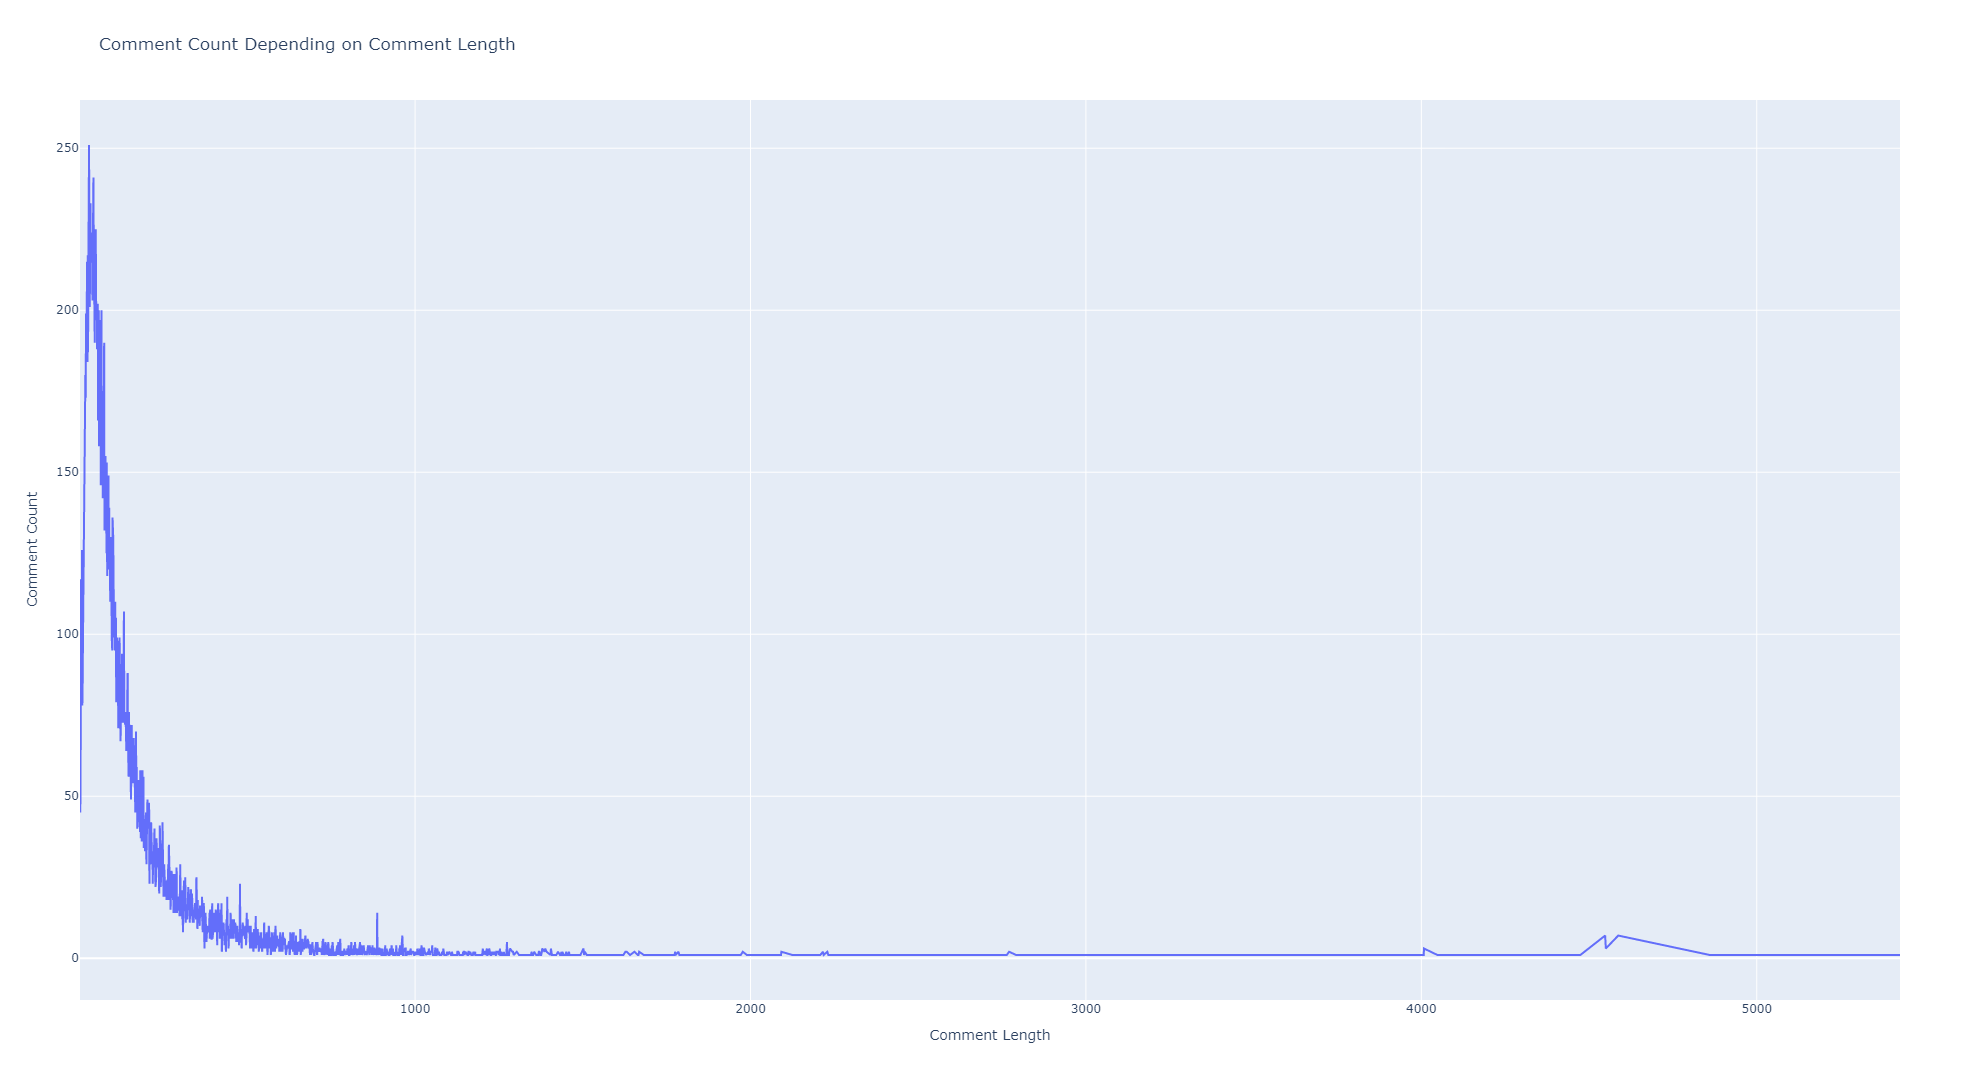 Comment Count Depending on Comment Length
250
200
150
100
50
0
Comment Count
1000 2000 3000 4000 5000
Comment Length